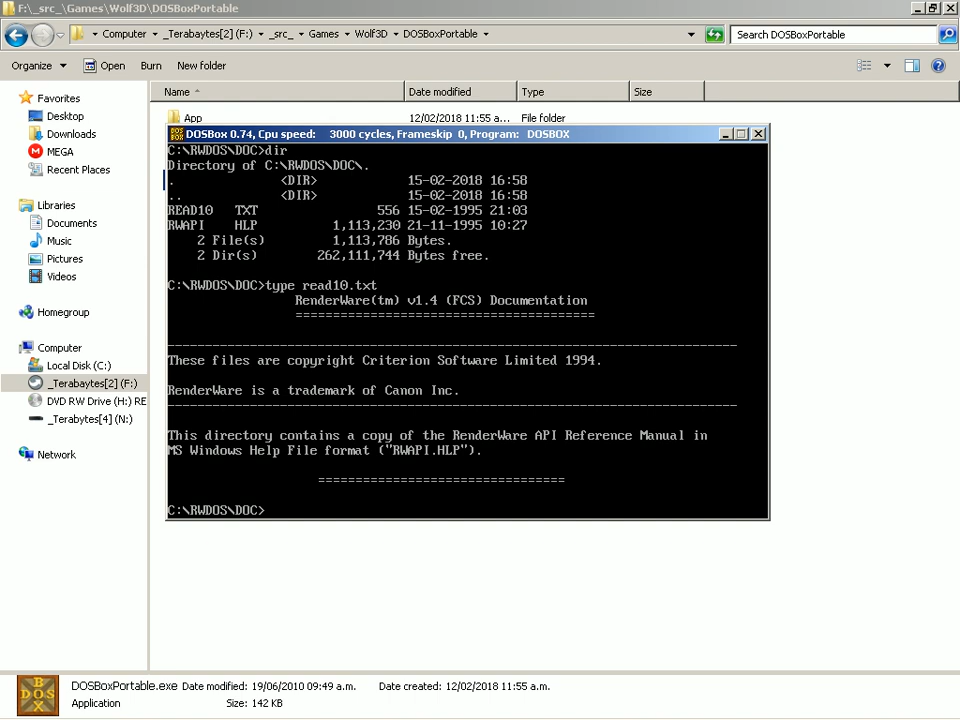 F:\_src_\Games\Wolf3D\DOSBoxPortable
Computer _Terabaytes[2] (F:) _src_ Games Wolf3D DOSBoxPortable Search DOSBoxPortable
Organize Open Burn New folder
Name Date modified Type Size
App 12/02/2018 11:55 a... File folder
Favorites
Desktop
Downloads
MEGA
Recent Places
Libraries
Documents
Music
Pictures
Videos
Homegroup
Computer
Local Disk (C:)
_Terabaytes[2] (F:)
DVD RW Drive (H:) RE
_Terabytes[4] (N:)
Network
DOSBox 0.74, Cpu speed: 3000 cycles, Frameskip 0, Program: DOSBOX
C:\RWDOS\DOC>dir
Directory of C:\RWDOS\DOC\.
. <DIR> 15-02-2018 16:58
.. <DIR> 15-02-2018 16:58
READ10 TXT 556 15-02-1995 21:03
RWAPI HLP 1,113,230 21-11-1995 10:27
2 File(s) 1,113,786 Bytes.
2 Dir(s) 262,111,744 Bytes free.
C:\RWDOS\DOC>type read10.txt
RenderWare(tm) v1.4 (FCS) Documentation
========================================
----------------------------------------------------------------------------
These files are copyright Criterion Software Limited 1994.
RenderWare is a trademark of Canon Inc.
----------------------------------------------------------------------------
This directory contains a copy of the RenderWare API Reference Manual in
MS Windows Help File format ("RWAPI.HLP").
=================================
C:\RWDOS\DOC>
DOSBoxPortable.exe Date modified: 19/06/2010 09:49 a.m. Date created: 12/02/2018 11:55 a.m.
Application Size: 142 KB
DOS BOX